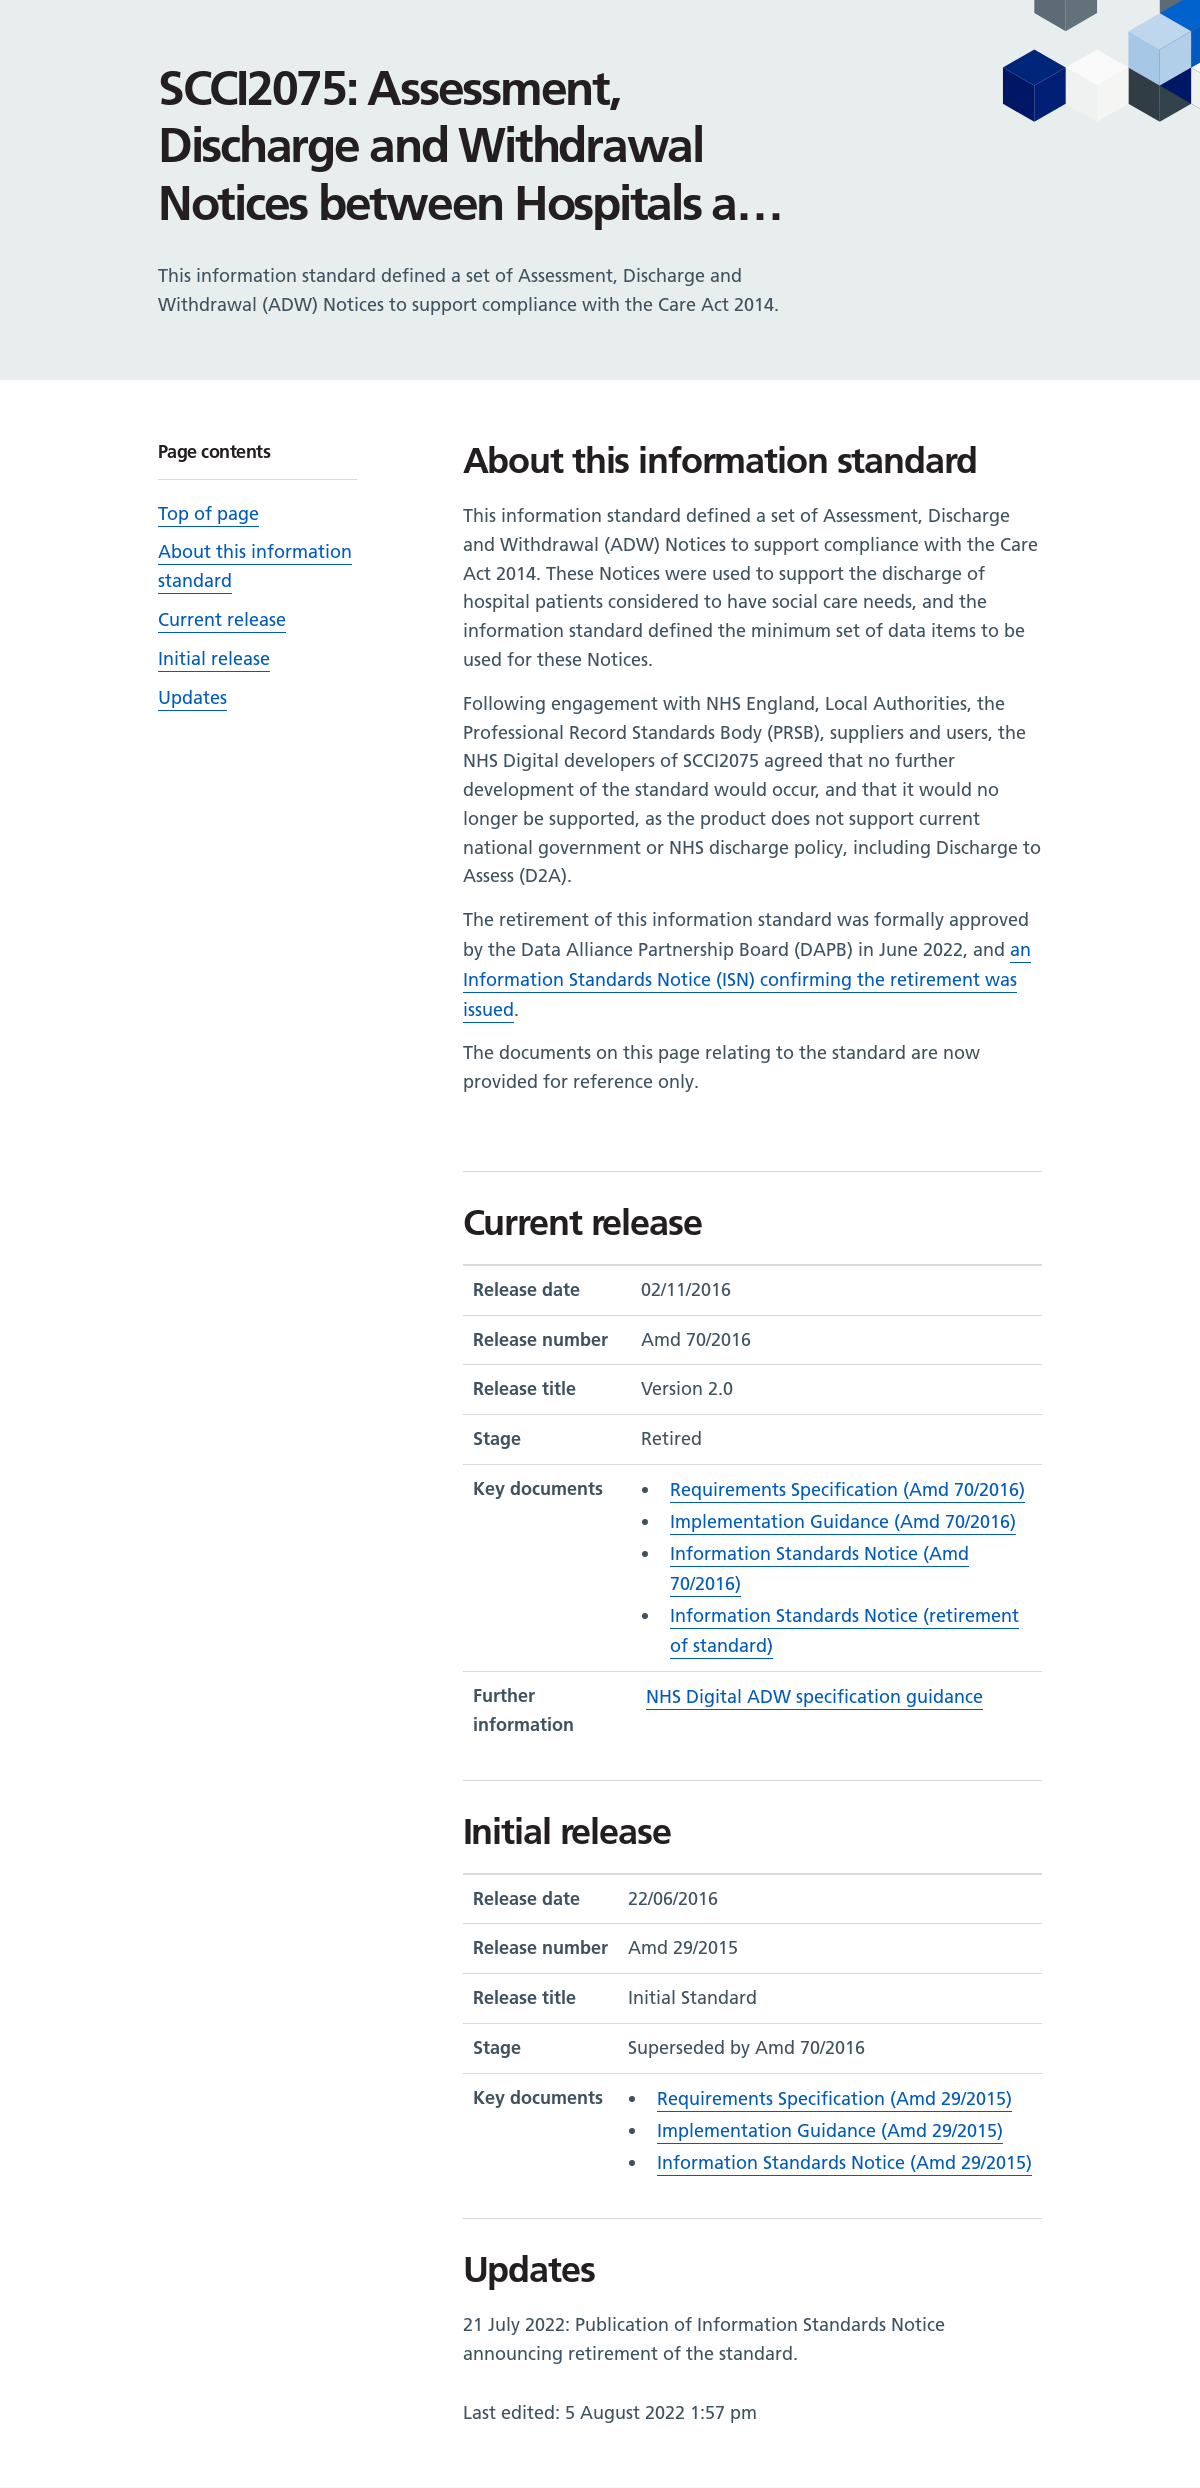 SCCI2075: Assessment,
Discharge and Withdrawal
Notices between Hospitals a...
This information standard defined a set of Assessment, Discharge and
Withdrawal (ADW) Notices to support compliance with the Care Act 2014.
Page contents
Top of page
About this information
standard
Current release
Initial release
Updates
About this information standard
This information standard defined a set of Assessment, Discharge
and Withdrawal (ADW) Notices to support compliance with the Care
Act 2014. These Notices were used to support the discharge of
hospital patients considered to have social care needs, and the
information standard defined the minimum set of data items to be
used for these Notices.
Following engagement with NHS England, Local Authorities, the
Professional Record Standards Body (PRSB), suppliers and users, the
NHS Digital developers of SCCI2075 agreed that no further
development of the standard would occur, and that it would no
longer be supported, as the product does not support current
national government or NHS discharge policy, including Discharge to
Assess (D2A).
The retirement of this information standard was formally approved
by the Data Alliance Partnership Board (DAPB) in June 2022, and an
Information Standards Notice (ISN) confirming the retirement was
issued.
The documents on this page relating to the standard are now
provided for reference only.
Current release
Release date 02/11/2016
Release number Amd 70/2016
Release title Version 2.0
Stage Retired
Key documents • Requirements Specification (Amd 70/2016)
• Implementation Guidance (Amd 70/2016)
• Information Standards Notice (Amd
70/2016)
• Information Standards Notice (retirement
of standard)
Further NHS Digital ADW specification guidance
information
Initial release
Release date 22/06/2016
Release number Amd 29/2015
Release title Initial Standard
Stage Superseded by Amd 70/2016
Key documents • Requirements Specification (Amd 29/2015)
• Implementation Guidance (Amd 29/2015)
• Information Standards Notice (Amd 29/2015)
Updates
21 July 2022: Publication of Information Standards Notice
announcing retirement of the standard.
Last edited: 5 August 2022 1:57 pm